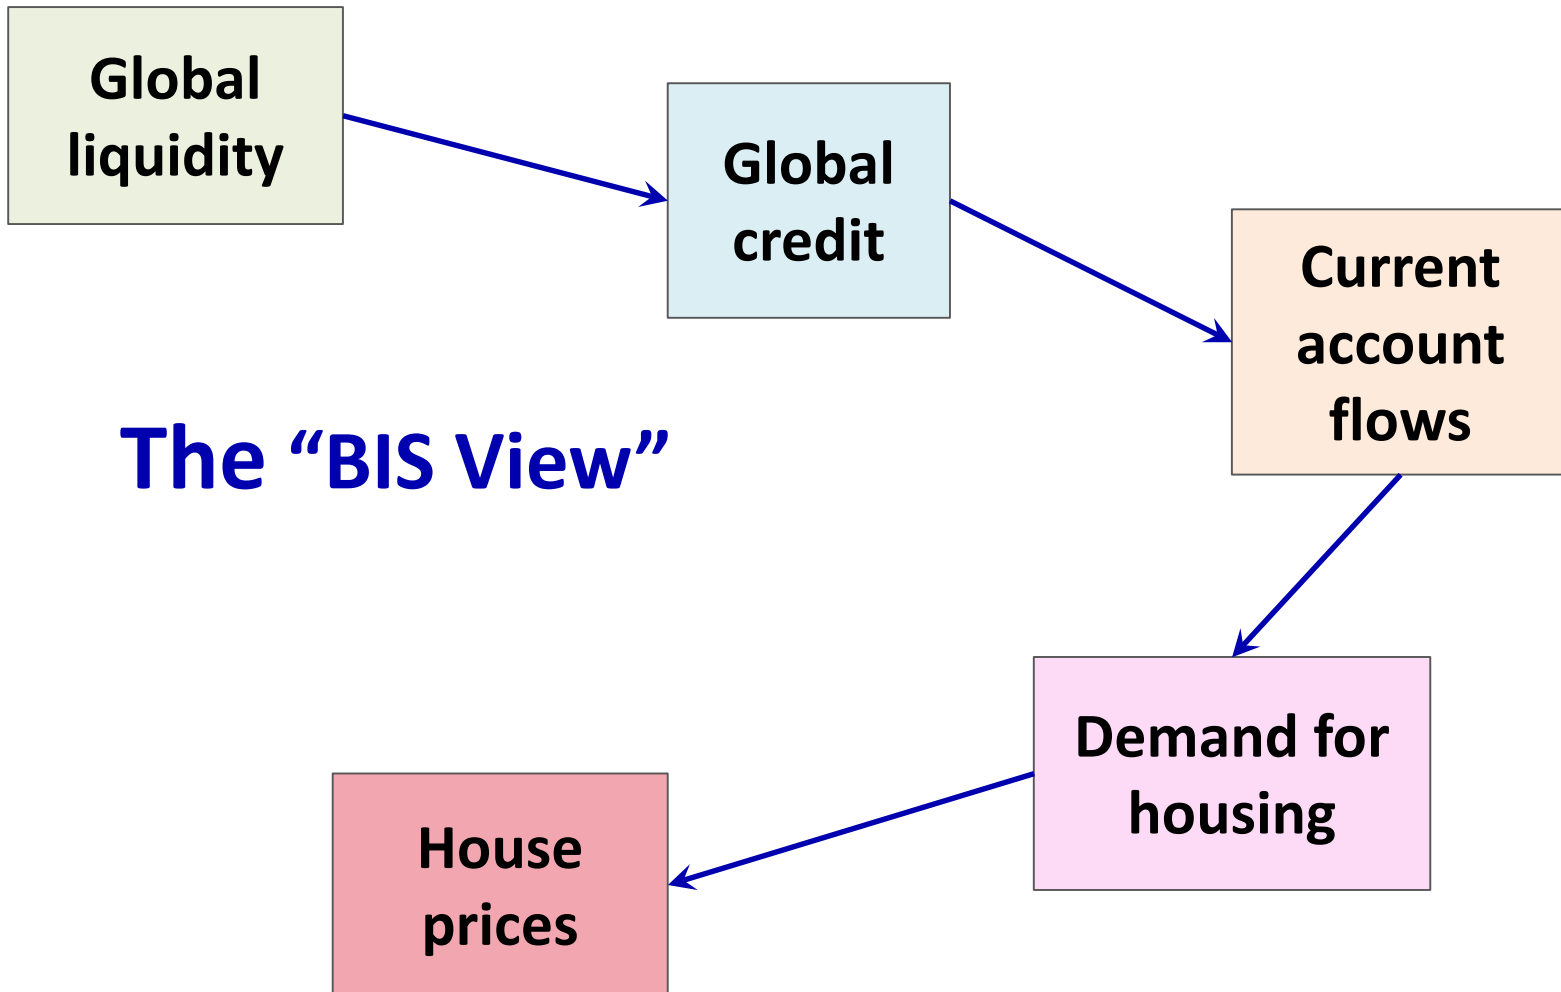 Global
liquidity
Global
credit
Current
account
flows
The “BIS View”
Demand for
housing
House
prices